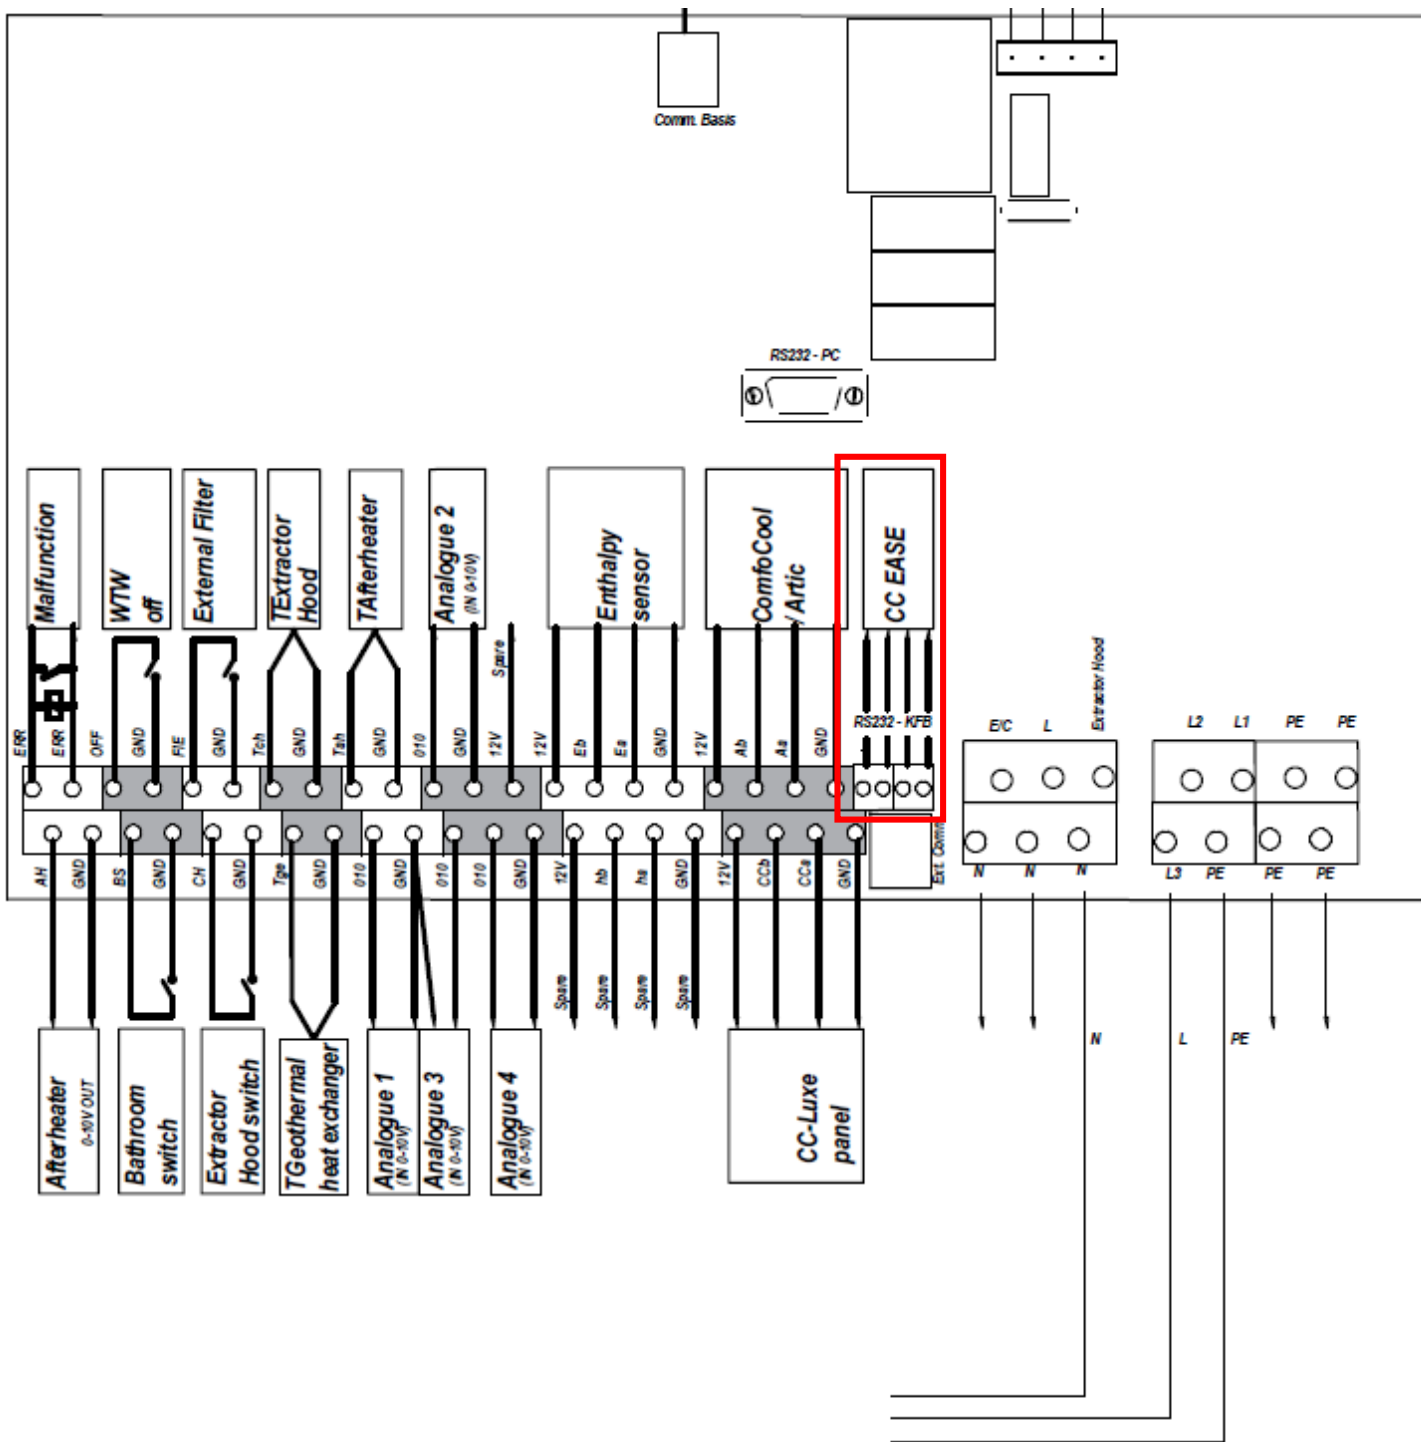 Comm. Basis
RS232 - PC
Malfunction
WTW
off
External Filter
TExtractor
Hood
TAfterheater
Analogue 2
(IN 0-10V)
Spare
Enthalpy
sensor
ComfoCool
/ Artic
CC EASE
RS232 - KFB
ERR
ERR
OFF
GND
FIE
GND
Tch
GND
Tah
GND
010
GND
12V
12V
Eb
Ea
GND
12V
Ab
Aa
GND
E/C
L
Extractor Hood
L2
L1
PE
PE
AH
GND
BS
GND
CH
GND
Tge
GND
010
GND
010
010
GND
12V
hb
ha
GND
12V
CCb
CCa
GND
Ext. Comm
N
N
N
L3
PE
PE
PE
Spare
Spare
Spare
Spare
N
L
PE
Afterheater
0-10V OUT
Bathroom
switch
Extractor
Hood switch
TGeothermal
heat exchanger
Analogue 1
(IN 0-10V)
Analogue 3
(IN 0-10V)
Analogue 4
(IN 0-10V)
CC-Luxe
panel